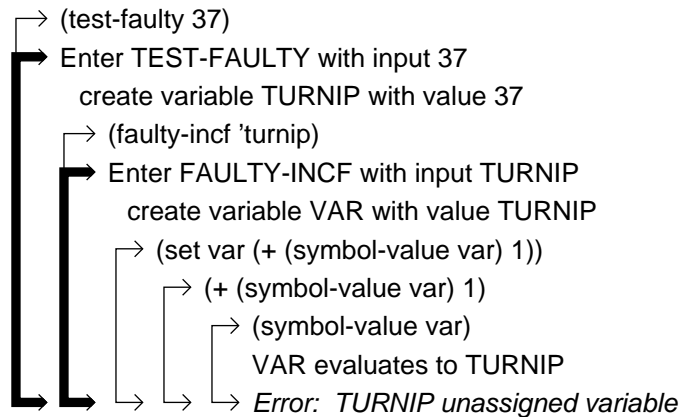 (test-faulty 37)
Enter TEST-FAULTY with input 37
create variable TURNIP with value 37
(faulty-incf ’turnip)
Enter FAULTY-INCF with input TURNIP
create variable VAR with value TURNIP
(set var (+ (symbol-value var) 1))
(+ (symbol-value var) 1)
(symbol-value var)
VAR evaluates to TURNIP
Error: TURNIP unassigned variable